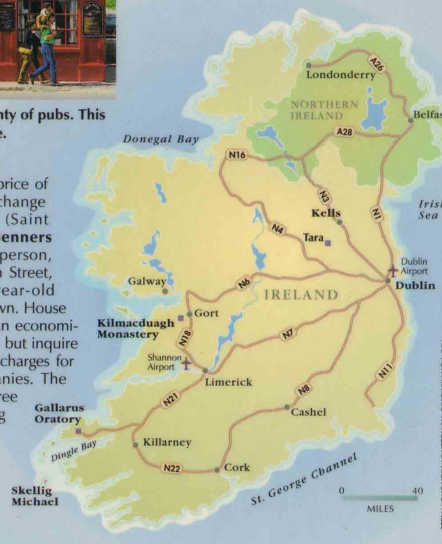 nty of pubs. This
e.
price of
change
(Saint
enners
person,
n Street,
year-old
wn. House
an economi-
but inquire
charges for
anies. The
ree
g
A26
Londonderry
NORTHERN
IRELAND
Belfas
A28
Donegal Bay
N16
N3
N1
Irish
Sea
Kells
N4
Tara
Dublin
Airport
Dublin
Galway
N6
IRELAND
Gort
Kilmacduagh
Monastery
N18
N7
Shannon
Airport
Limerick
N11
N8
N21
Cashel
Gallarus
Oratory
Dingle Bay
Killarney
N22
Cork
St. George Channel
Skellig
Michael
0 40
MILES